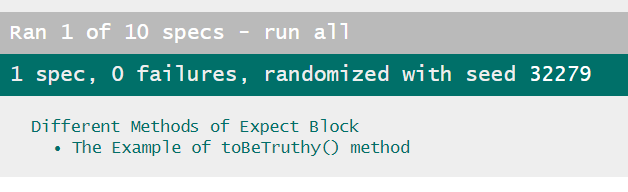 Ran 1 of 10 specs - run all
1 spec, 0 failures, randomized with seed 32279
Different Methods of Expect Block
• The Example of toBeTruthy() method